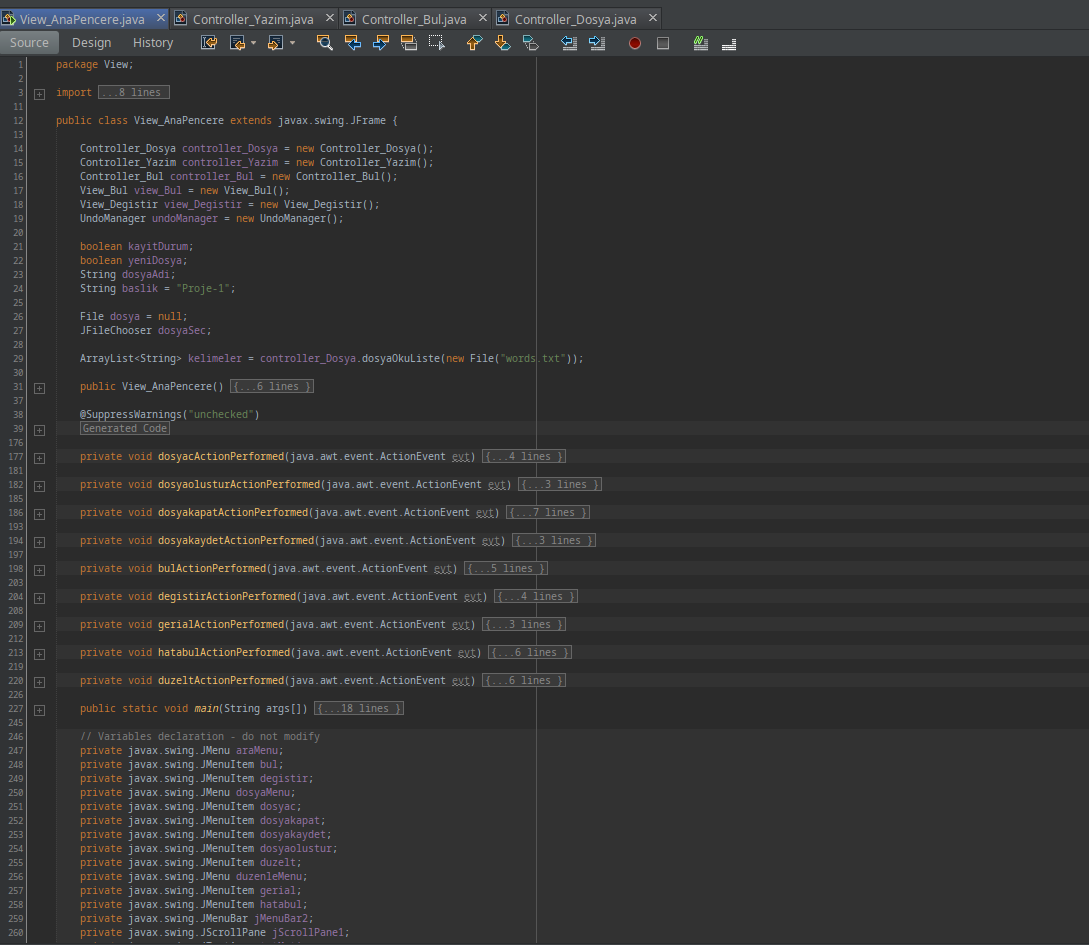 View_AnaPencere.java
Controller_Yazim.java
Controller_Bul.java
Controller_Dosya.java
Source Design History
1 package View;
2
3 import ...8 lines
11
12 public class View_AnaPencere extends javax.swing.JFrame {
13
14 Controller_Dosya controller_Dosya = new Controller_Dosya();
15 Controller_Yazim controller_Yazim = new Controller_Yazim();
16 Controller_Bul controller_Bul = new Controller_Bul();
17 View_Bul view_Bul = new View_Bul();
18 View_Degistir view_Degistir = new View_Degistir();
19 UndoManager undoManager = new UndoManager();
20
21 boolean kayitDurum;
22 boolean yeniDosya;
23 String dosyaAdi;
24 String baslik = "Proje-1";
25
26 File dosya = null;
27 JFileChooser dosyaSec;
28
29 ArrayList<String> kelimeler = controller_Dosya.dosyaOkuListe(new File("words.txt"));
30
31 public View_AnaPencere() {...6 lines }
37
38 @SuppressWarnings("unchecked")
39 Generated Code
176
177 private void dosyacActionPerformed(java.awt.event.ActionEvent evt) {...4 lines }
181
182 private void dosyaolusturActionPerformed(java.awt.event.ActionEvent evt) {...3 lines }
185
186 private void dosyakapatActionPerformed(java.awt.event.ActionEvent evt) {...7 lines }
193
194 private void dosyakaydetActionPerformed(java.awt.event.ActionEvent evt) {...3 lines }
197
198 private void bulActionPerformed(java.awt.event.ActionEvent evt) {...5 lines }
203
204 private void degistirActionPerformed(java.awt.event.ActionEvent evt) {...4 lines }
208
209 private void gerialActionPerformed(java.awt.event.ActionEvent evt) {...3 lines }
212
213 private void hatabulActionPerformed(java.awt.event.ActionEvent evt) {...6 lines }
219
220 private void duzeltActionPerformed(java.awt.event.ActionEvent evt) {...6 lines }
226
227 public static void main(String args[]) {...18 lines }
245
246 // Variables declaration - do not modify
247 private javax.swing.JMenu araMenu;
248 private javax.swing.JMenuItem bul;
249 private javax.swing.JMenuItem degistir;
250 private javax.swing.JMenu dosyaMenu;
251 private javax.swing.JMenuItem dosyac;
252 private javax.swing.JMenuItem dosyakapat;
253 private javax.swing.JMenuItem dosyakaydet;
254 private javax.swing.JMenuItem dosyaolustur;
255 private javax.swing.JMenuItem duzelt;
256 private javax.swing.JMenu duzenleMenu;
257 private javax.swing.JMenuItem gerial;
258 private javax.swing.JMenuItem hatabul;
259 private javax.swing.JMenuBar jMenuBar2;
260 private javax.swing.JScrollPane jScrollPane1;